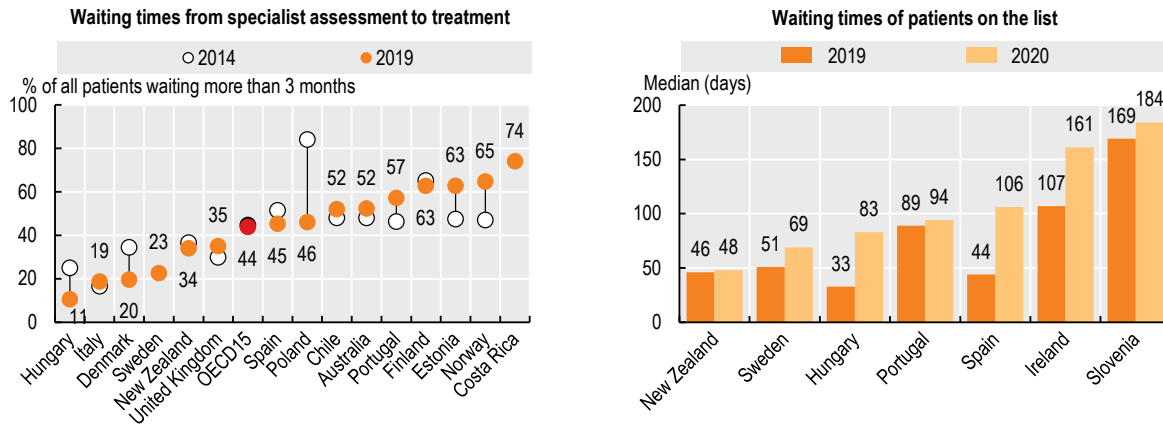 Waiting times from specialist assessment to treatment
2014 2019
% of all patients waiting more than 3 months
100
80
60
40
20
0
11
19
20
23
34
35
44
45
46
52
52
57
63
63
65
74
Hungary
Italy
Denmark
Sweden
New Zealand
United Kingdom
OECD15
Spain
Poland
Chile
Australia
Portugal
Finland
Estonia
Norway
Costa Rica
Waiting times of patients on the list
2019 2020
Median (days)
200
150
100
50
0
46 48
51 69
33 83
89 94
44 106
107 161
169 184
New Zealand
Sweden
Hungary
Portugal
Spain
Ireland
Slovenia